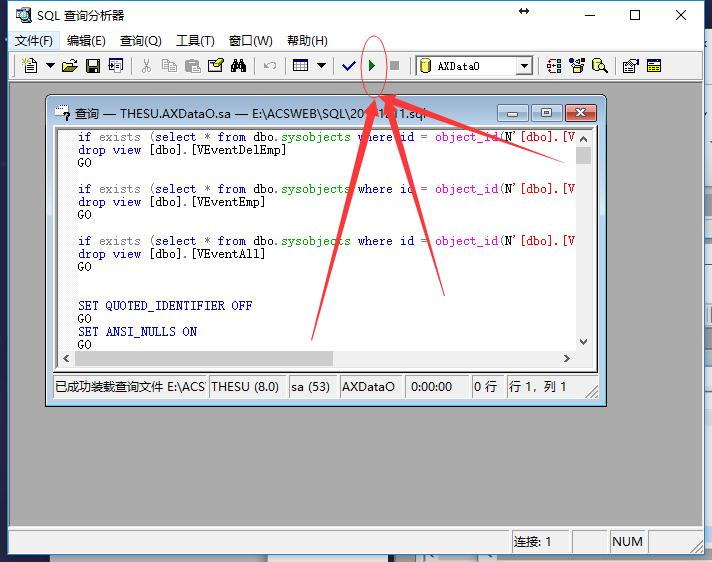 SQL 查询分析器
文件(F) 编辑(E) 查询(Q) 工具(T) 窗口(W) 帮助(H)
AXDataO
查询 — THESU.AXDataO.sa — E:\ACSWEB\SQL\20 11.sql
if exists (select * from dbo.sysobjects where id = object_id(N'[dbo].[V
drop view [dbo].[VEventDelEmp]
GO
if exists (select * from dbo.sysobjects where id = object_id(N'[dbo].[V
drop view [dbo].[VEventEmp]
GO
if exists (select * from dbo.sysobjects where id = object_id(N'[dbo].[V
drop view [dbo].[VEventAll]
GO
SET QUOTED_IDENTIFIER OFF
GO
SET ANSI_NULLS ON
GO
已成功装载查询文件 E:\ACSW THESU (8.0) sa (53) AXDataO 0:00:00 0 行 行 1，列 1
连接: 1 NUM